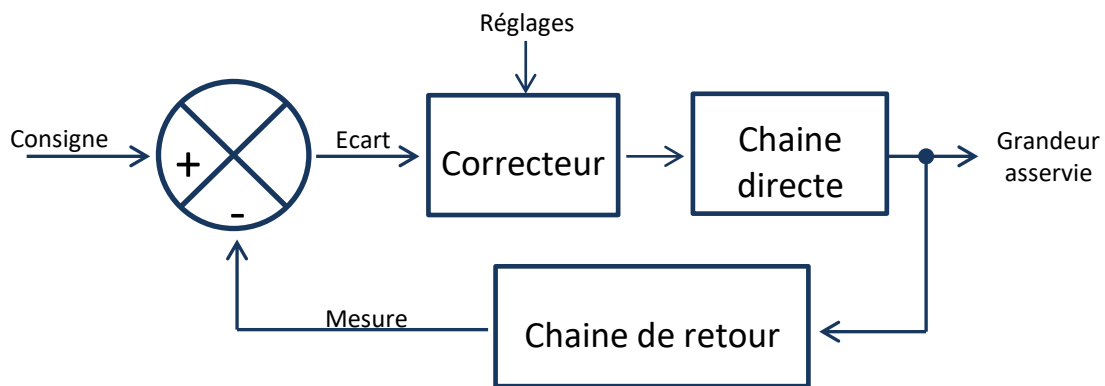 Réglages
Consigne
+
-
Ecart
Correcteur
Chaine
directe
Grandeur
asservie
Mesure
Chaine de retour